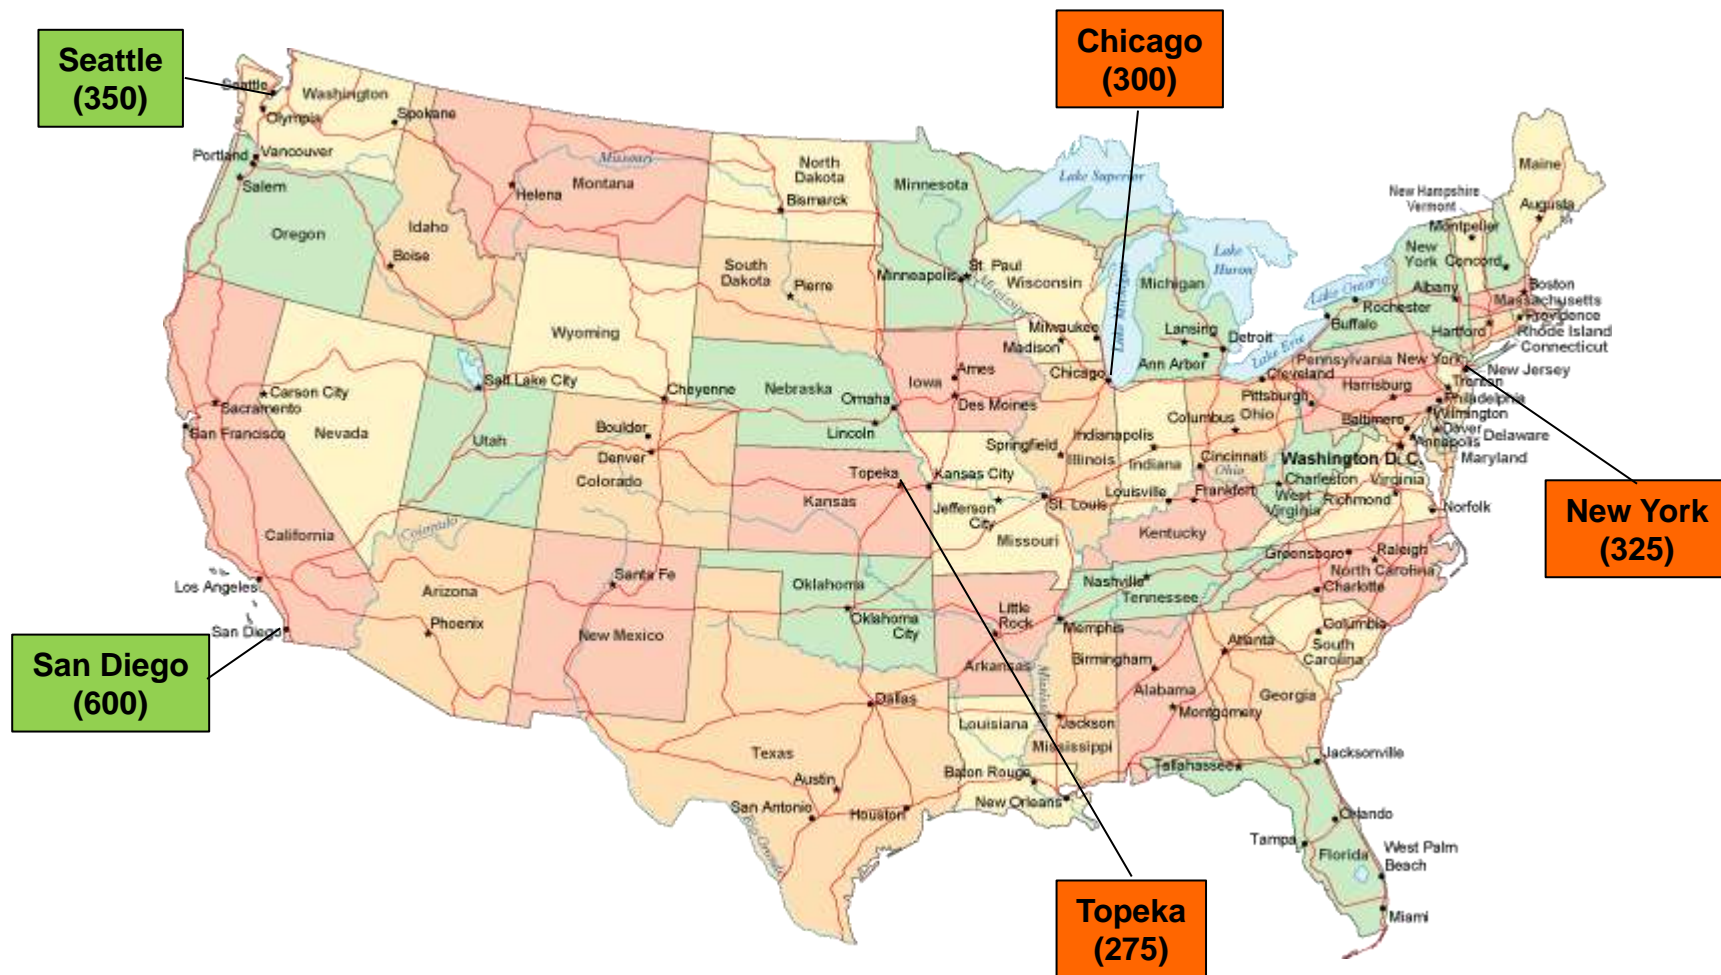 Seattle
(350)
Chicago
(300)
New York
(325)
San Diego
(600)
Topeka
(275)
Seattle
Washington
Spokane
Olympia
Vancouver
Portland
Salem
Oregon
Idaho
Boise
Montana
Helena
Missouri
North
Dakota
Bismarck
South
Dakota
Pierre
Minnesota
Minneapolis
St. Paul
Wisconsin
Milwaukee
Madison
Lake Superior
Lake
Huron
Michigan
Lansing
Ann Arbor
Detroit
Lake Ontario
Lake Erie
Maine
Augusta
New Hampshire
Vermont
Montpelier
New
York
Concord
Albany
Rochester
Buffalo
Boston
Massachusetts
Providence
Rhode Island
Hartford
Connecticut
Pennsylvania
New York
New Jersey
Trenton
Harrisburg
Philadelphia
Pittsburgh
Wilmington
Baltimore
Dover
Delaware
Annapolis
Maryland
Washington D. C.
Cleveland
Columbus
Ohio
Cincinnati
Ohio
Charleston
West
Virginia
Virginia
Richmond
Norfolk
Chicago
Springfield
Illinois
Indianapolis
Indiana
Louisville
Frankfort
Kentucky
Iowa
Ames
Des Moines
Wyoming
Cheyenne
Nebraska
Omaha
Lincoln
Salt Lake City
Utah
Carson City
Sacramento
San Francisco
Nevada
California
Boulder
Denver
Colorado
Topeka
Kansas
Kansas City
Jefferson
City
St. Louis
Missouri
Los Angeles
San Diego
Arizona
Phoenix
Santa Fe
New Mexico
Oklahoma
Oklahoma
City
Little
Rock
Arkansas
Memphis
Nashville
Tennessee
Greensboro
Raleigh
North Carolina
Charlotte
Columbia
South
Carolina
Atlanta
Georgia
Birmingham
Alabama
Montgomery
Mississippi
Jackson
Mississippi
Dallas
Texas
Austin
San Antonio
Houston
Louisiana
Baton Rouge
New Orleans
Tallahassee
Jacksonville
Orlando
Tampa
Florida
West Palm
Beach
Miami